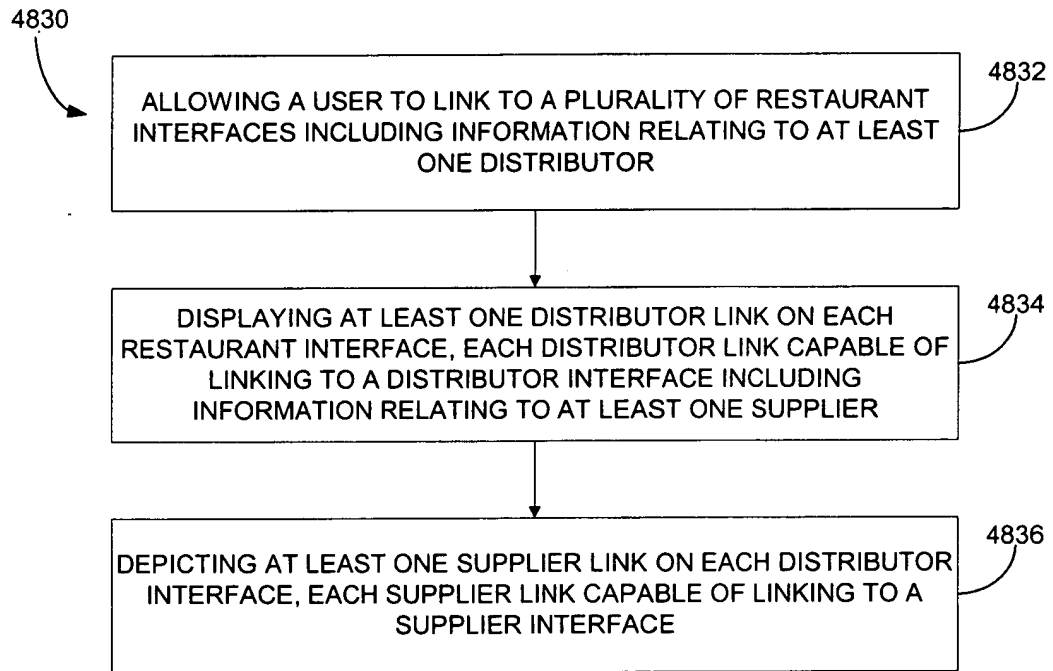 4830
4832
ALLOWING A USER TO LINK TO A PLURALITY OF RESTAURANT
INTERFACES INCLUDING INFORMATION RELATING TO AT LEAST
ONE DISTRIBUTOR
4834
DISPLAYING AT LEAST ONE DISTRIBUTOR LINK ON EACH
RESTAURANT INTERFACE, EACH DISTRIBUTOR LINK CAPABLE OF
LINKING TO A DISTRIBUTOR INTERFACE INCLUDING
INFORMATION RELATING TO AT LEAST ONE SUPPLIER
4836
DEPICTING AT LEAST ONE SUPPLIER LINK ON EACH DISTRIBUTOR
INTERFACE, EACH SUPPLIER LINK CAPABLE OF LINKING TO A
SUPPLIER INTERFACE